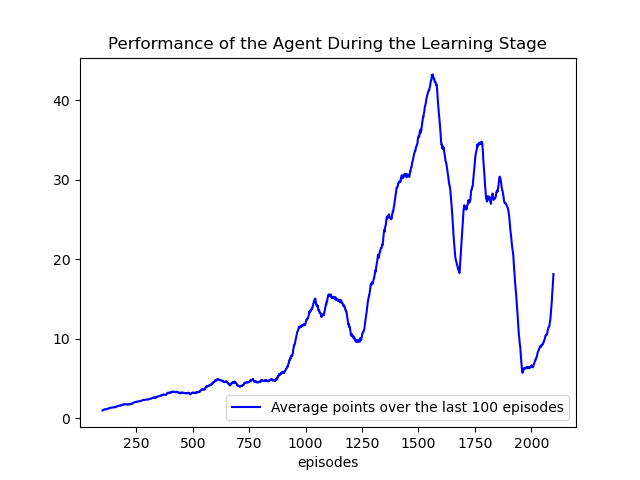 Performance of the Agent During the Learning Stage
40
30
20
10
0
Average points over the last 100 episodes
250 500 750 1000 1250 1500 1750 2000
episodes